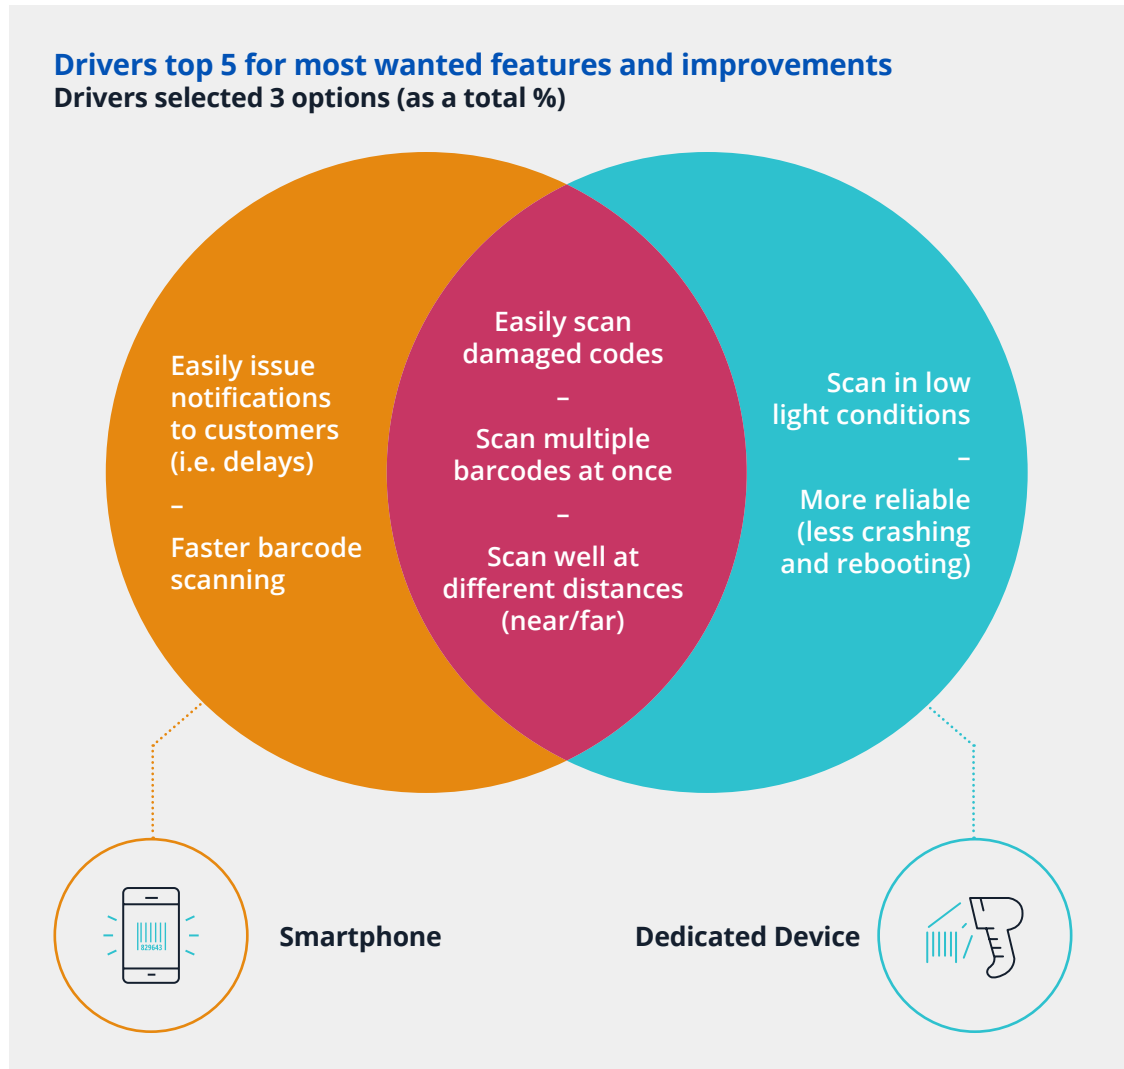 Drivers top 5 for most wanted features and improvements
Drivers selected 3 options (as a total %)
Easily issue
notifications
to customers
(i.e. delays)
–
Faster barcode
scanning
Easily scan
damaged codes
–
Scan multiple
barcodes at once
–
Scan well at
different distances
(near/far)
Scan in low
light conditions
–
More reliable
(less crashing
and rebooting)
829643
Smartphone
Dedicated Device